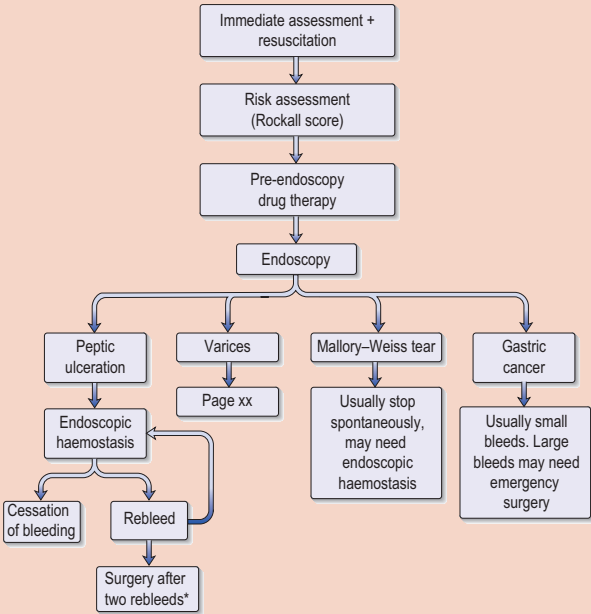 Immediate assessment +
resuscitation
Risk assessment
(Rockall score)
Pre-endoscopy
drug therapy
Endoscopy
Peptic
ulceration
Varices
Mallory–Weiss tear
Gastric
cancer
Endoscopic
haemostasis
Page xx
Usually stop
spontaneously,
may need
endoscopic
haemostasis
Usually small
bleeds. Large
bleeds may need
emergency
surgery
Cessation
of bleeding
Rebleed
Surgery after
two rebleeds*